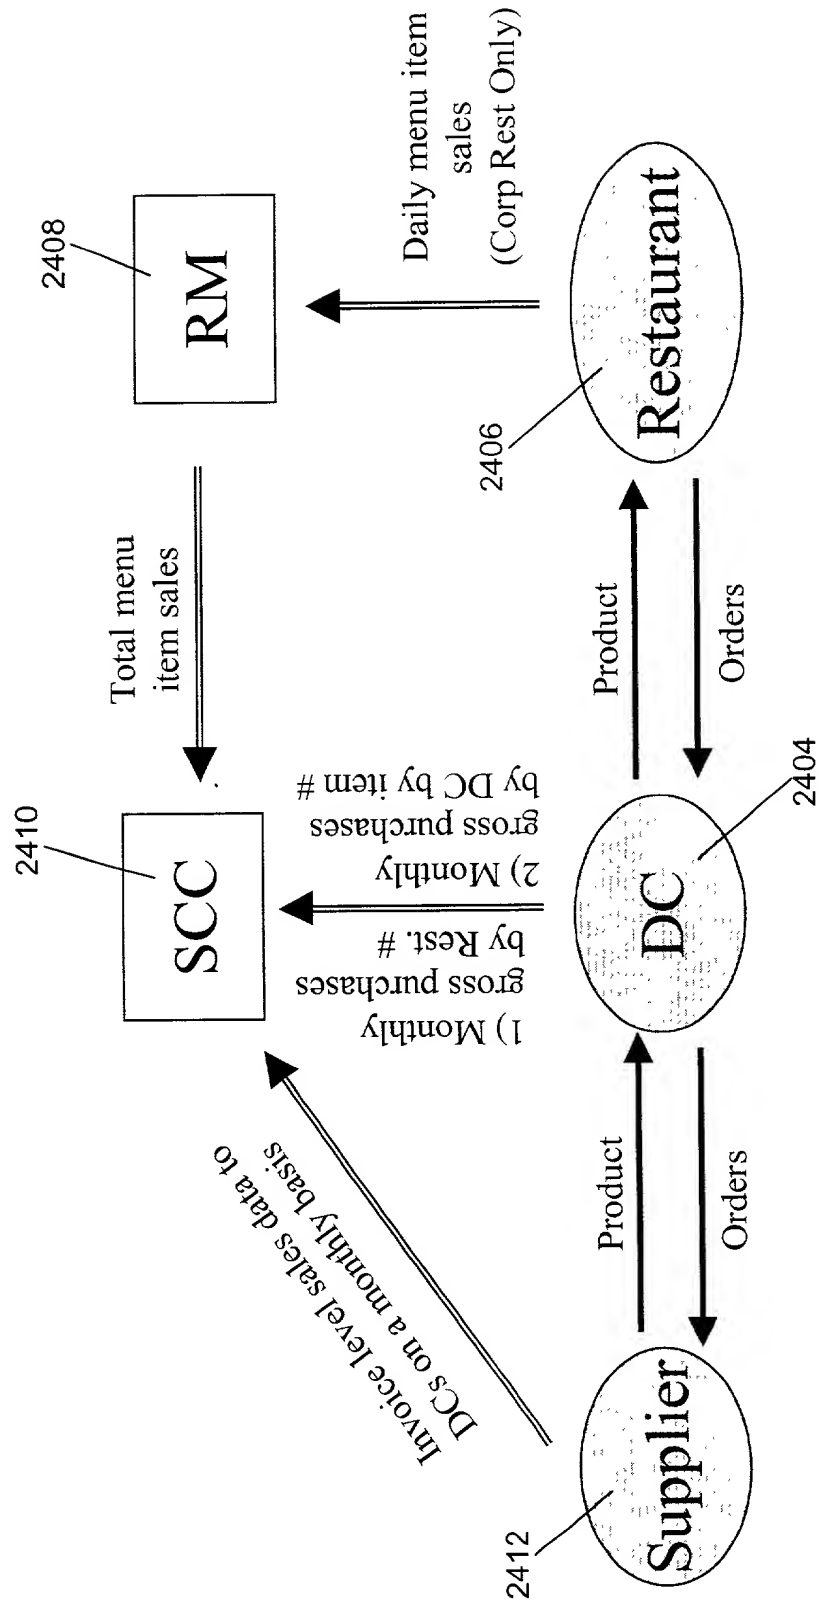 2410
SCC
Total menu
item sales
2408
RM
Invoice level sales data to
DCs on a monthly basis
1) Monthly
gross purchases
by Rest. #
2) Monthly
gross purchases
by DC by item #
Daily menu item
sales
(Corp Rest Only)
2412
Supplier
Product
Orders
DC
2404
Product
Orders
2406
Restaurant